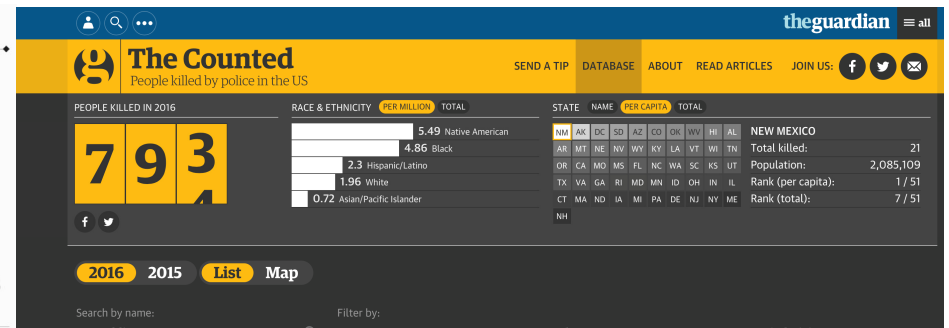 theguardian
all
The Counted
People killed by police in the US
SEND A TIP DATABASE ABOUT READ ARTICLES JOIN US:
PEOPLE KILLED IN 2016
793
4
RACE & ETHNICITY PER MILLION TOTAL
5.49 Native American
4.86 Black
2.3 Hispanic/Latino
1.96 White
0.72 Asian/Pacific Islander
STATE NAME PER CAPITA TOTAL
NM AK DC SD AZ CO OK WV HI AL
AR MT NE NV WY KY LA VT WI TN
OR CA MO MS FL NC WA SC KS UT
TX VA GA RI MD MN ID OH IN IL
CT MA ND IA MI PA DE NJ NY ME
NH
NEW MEXICO
Total killed: 21
Population: 2,085,109
Rank (per capita): 1 / 51
Rank (total): 7 / 51
2016 2015 List Map
Search by name: Filter by: